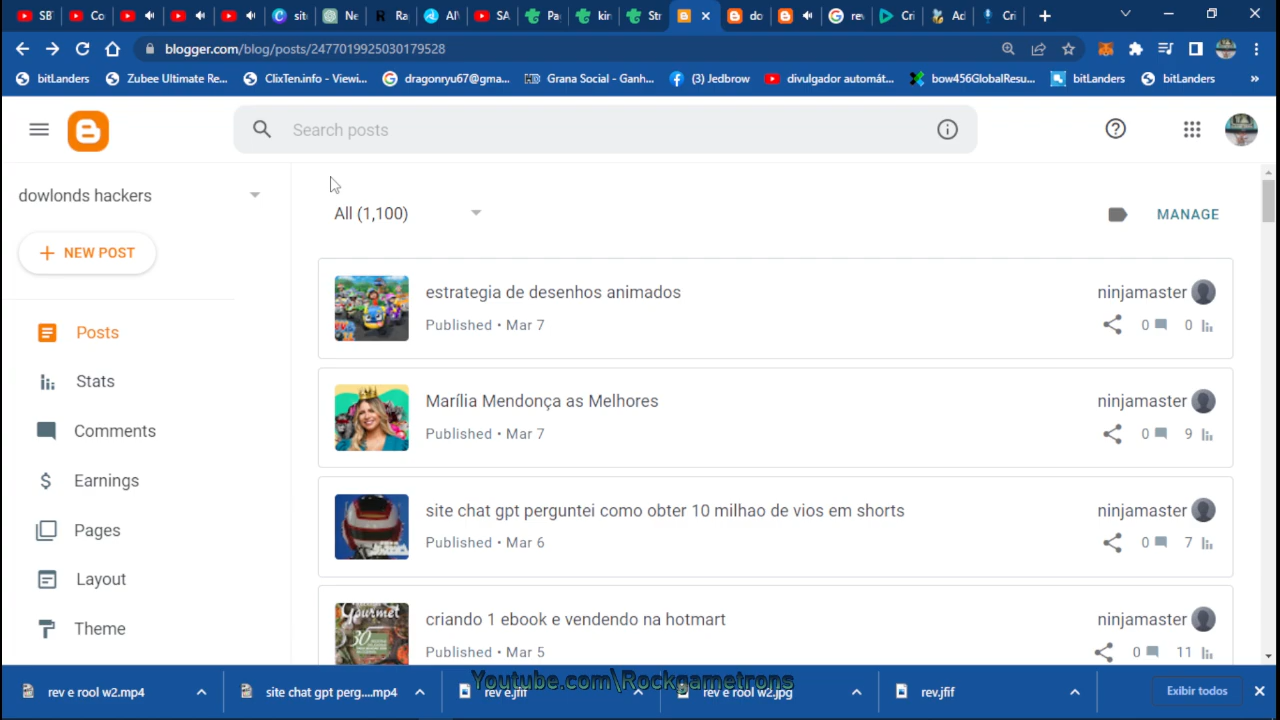 SB
Co
sit
Ne
Ra
AI
SA
Pa
kir
Str
do
rev
Cri
Ad
Cri
blogger.com/blog/posts/2477019925030179528
bitLanders
Zubee Ultimate Re...
ClixTen.info - Viewi...
dragonryu67@gma...
Grana Social - Ganh...
(3) Jedbrow
divulgador automát...
bow456GlobalResu...
bitLanders
bitLanders
Search posts
dowlonds hackers
All (1,100)
MANAGE
NEW POST
estrategia de desenhos animados
ninjamaster
Published • Mar 7
0 0
Posts
Stats
Marília Mendonça as Melhores
ninjamaster
Published • Mar 7
0 9
Comments
Earnings
site chat gpt perguntei como obter 10 milhao de vios em shorts
ninjamaster
Published • Mar 6
0 7
Pages
Layout
Gourmet
30
criando 1 ebook e vendendo na hotmart
ninjamaster
Published • Mar 5
0 11
Theme
Youtube.com\Rockgametrons
rev e rool w2.mp4
site chat gpt perg....mp4
rev e.jfif
rev e rool w2.jpg
rev.jfif
Exibir todos